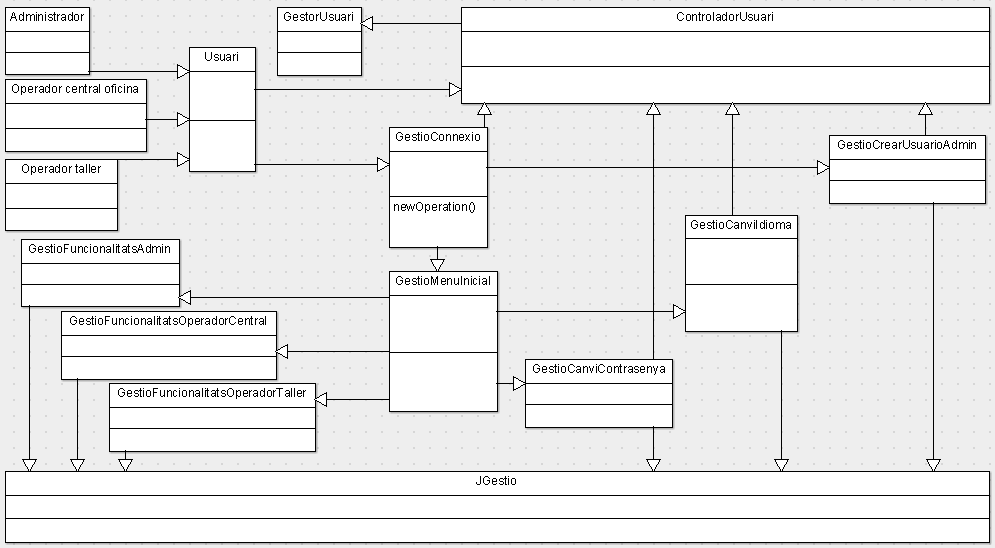 Administrador
GestorUsuari
ControladorUsuari
Usuari
Operador central oficina
GestioConnexio
GestioCrearUsuarioAdmin
Operador taller
newOperation()
GestioCanviIdioma
GestioFuncionalitatsAdmin
GestioMenuInicial
GestioFuncionalitatsOperadorCentral
GestioCanviContrasenya
GestioFuncionalitatsOperadorTaller
JGestio